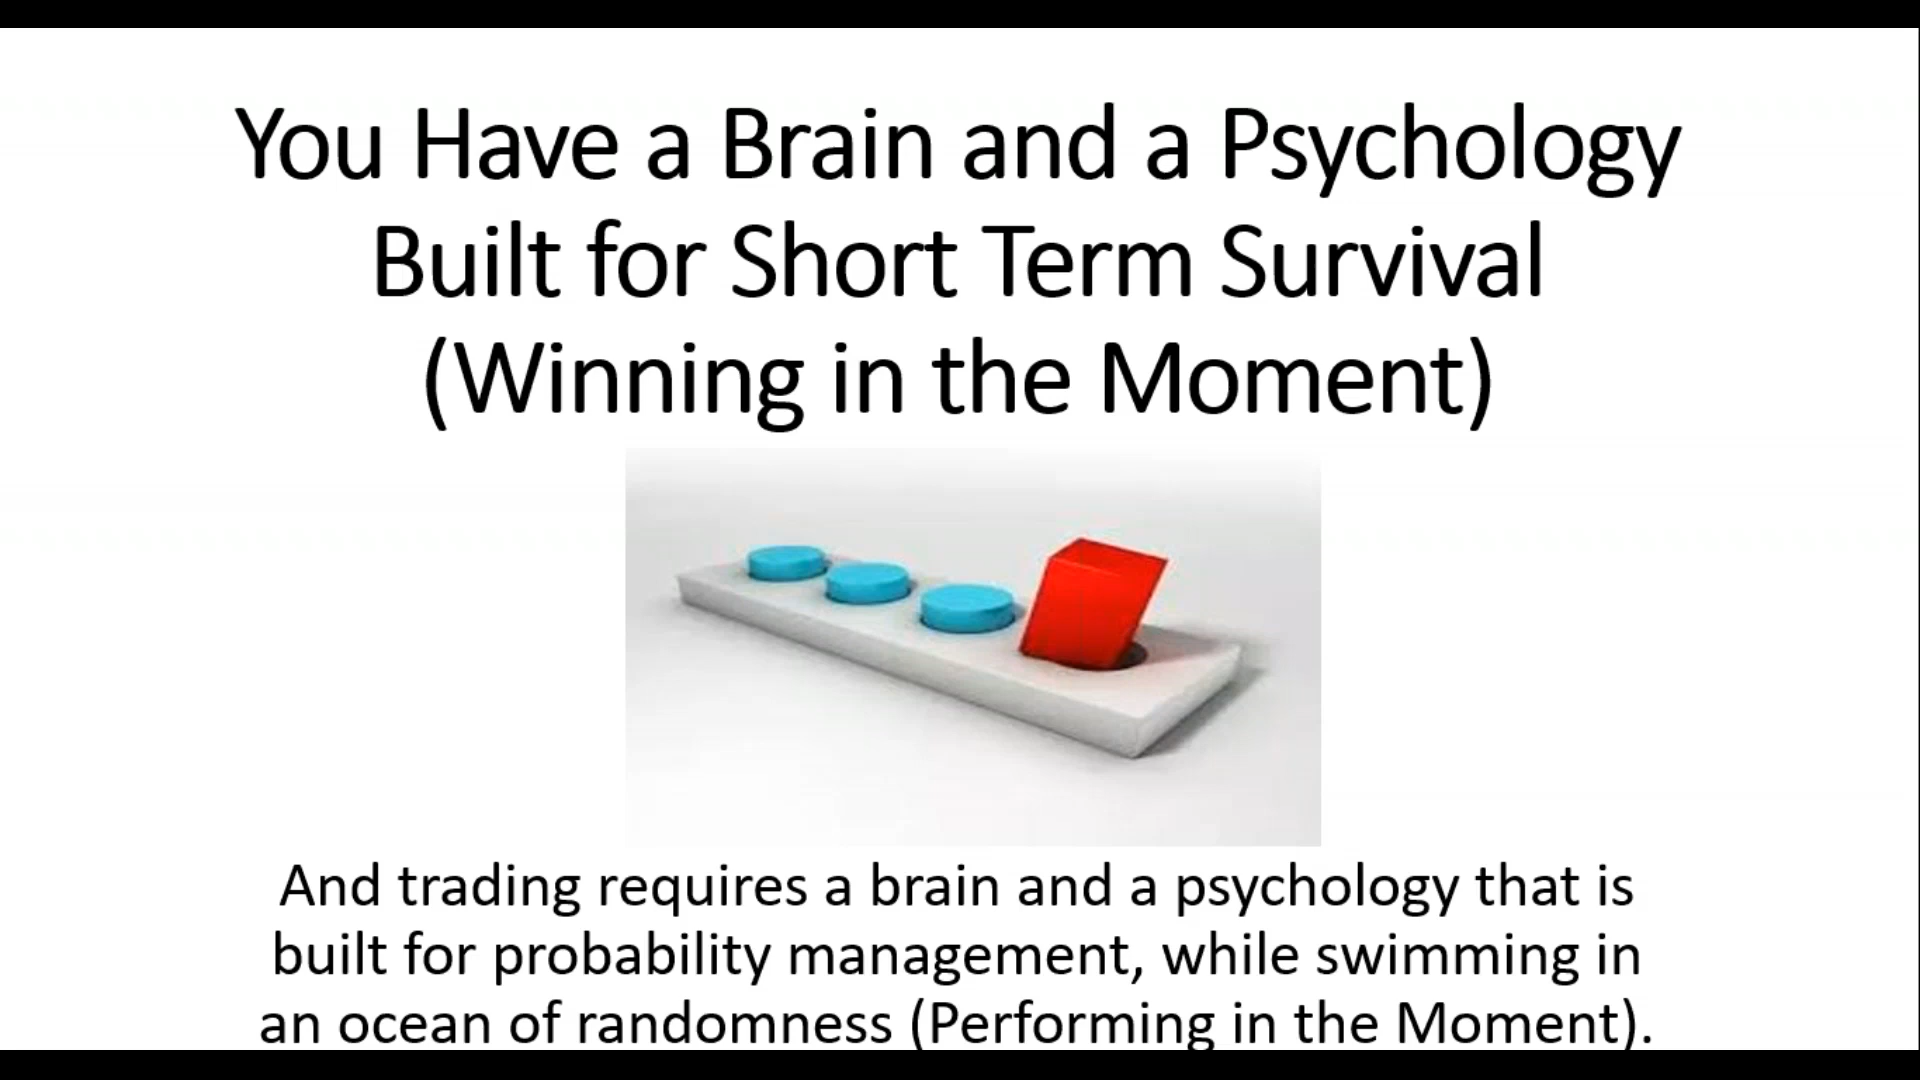 You Have a Brain and a Psychology
Built for Short Term Survival
(Winning in the Moment)
And trading requires a brain and a psychology that is
built for probability management, while swimming in
an ocean of randomness (Performing in the Moment).